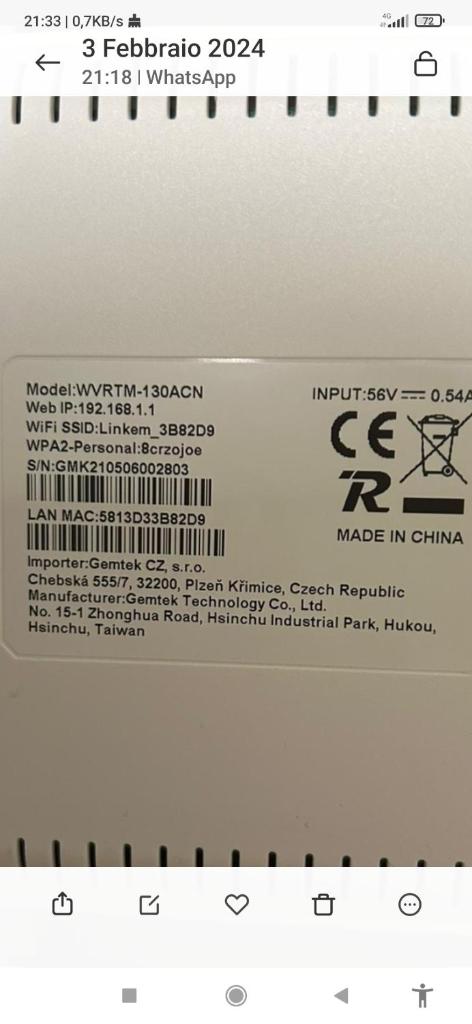 21:33 | 0,7KB/s
4G
72
3 Febbraio 2024
21:18 | WhatsApp
Model:WVRTM-130ACN
Web IP:192.168.1.1
WiFi SSID:Linkem_3B82D9
WPA2-Personal:8crzojoe
S/N:GMK210506002803
LAN MAC:5813D33B82D9
INPUT:56V 0.54A
CE
R
MADE IN CHINA
Importer:Gemtek CZ, s.r.o.
Chebská 555/7, 32200, Plzeň Křimice, Czech Republic
Manufacturer:Gemtek Technology Co., Ltd.
No. 15-1 Zhonghua Road, Hsinchu Industrial Park, Hukou,
Hsinchu, Taiwan